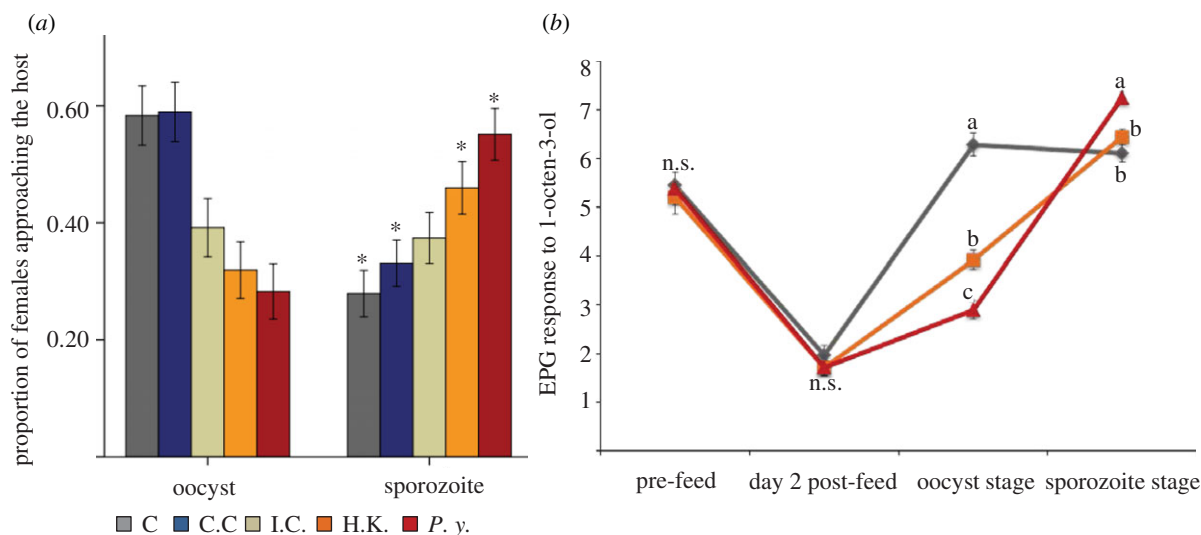 (a)
proportion of females approaching the host
0.60
0.40
0.20
*
*
*
*
oocyst
sporozoite
C C.C I.C. H.K. P. y.
(b)
EPG response to 1-octen-3-ol
8
7
6
5
4
3
2
1
n.s.
n.s.
a
b
c
a
b
b
pre-feed
day 2 post-feed
oocyst stage
sporozoite stage